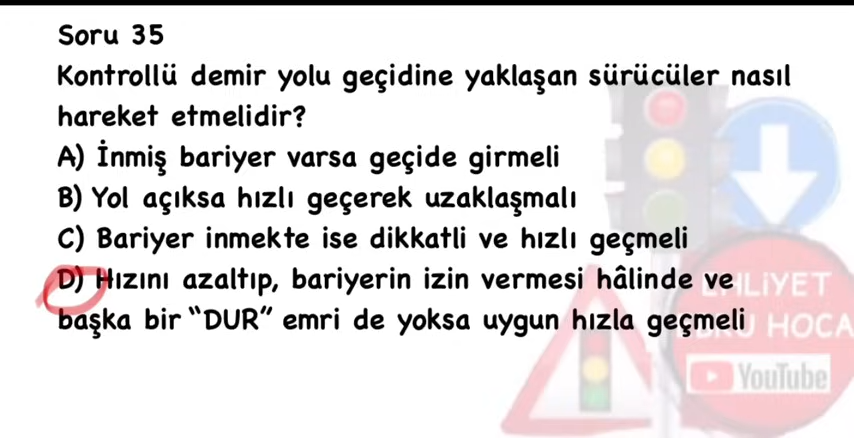 Soru 35
Kontrollü demir yolu geçidine yaklaşan sürücüler nasıl
hareket etmelidir?
A) İnmiş bariyer varsa geçide girmeli
B) Yol açıksa hızlı geçerek uzaklaşmalı
C) Bariyer inmekte ise dikkatli ve hızlı geçmeli
D) Hızını azaltıp, bariyerin izin vermesi hâlinde ve
başka bir “DUR” emri de yoksa uygun hızla geçmeli
EHLİYET
HOCA
YouTube